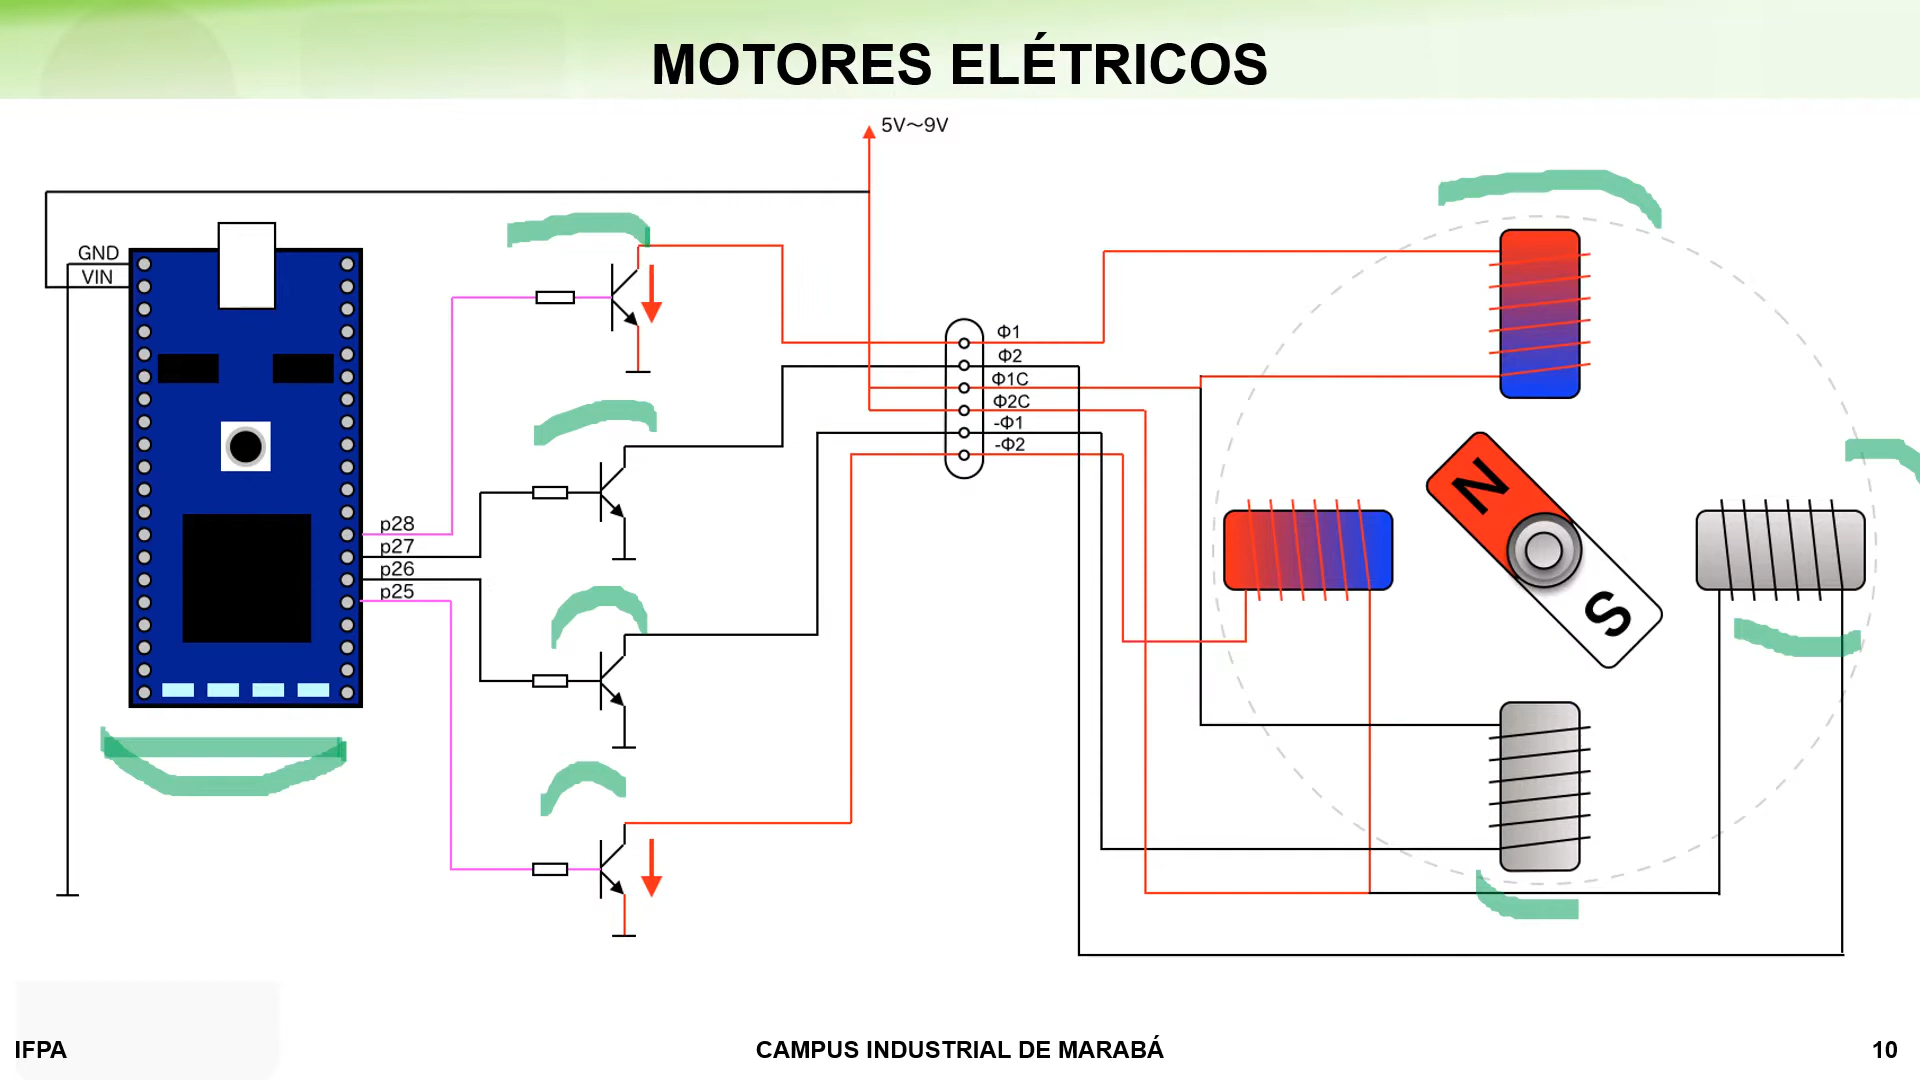 MOTORES ELÉTRICOS
5V～9V
GND
VIN
Φ1
Φ2
Φ1C
Φ2C
-Φ1
-Φ2
N
S
p28
p27
p26
p25
IFPA
CAMPUS INDUSTRIAL DE MARABÁ
10